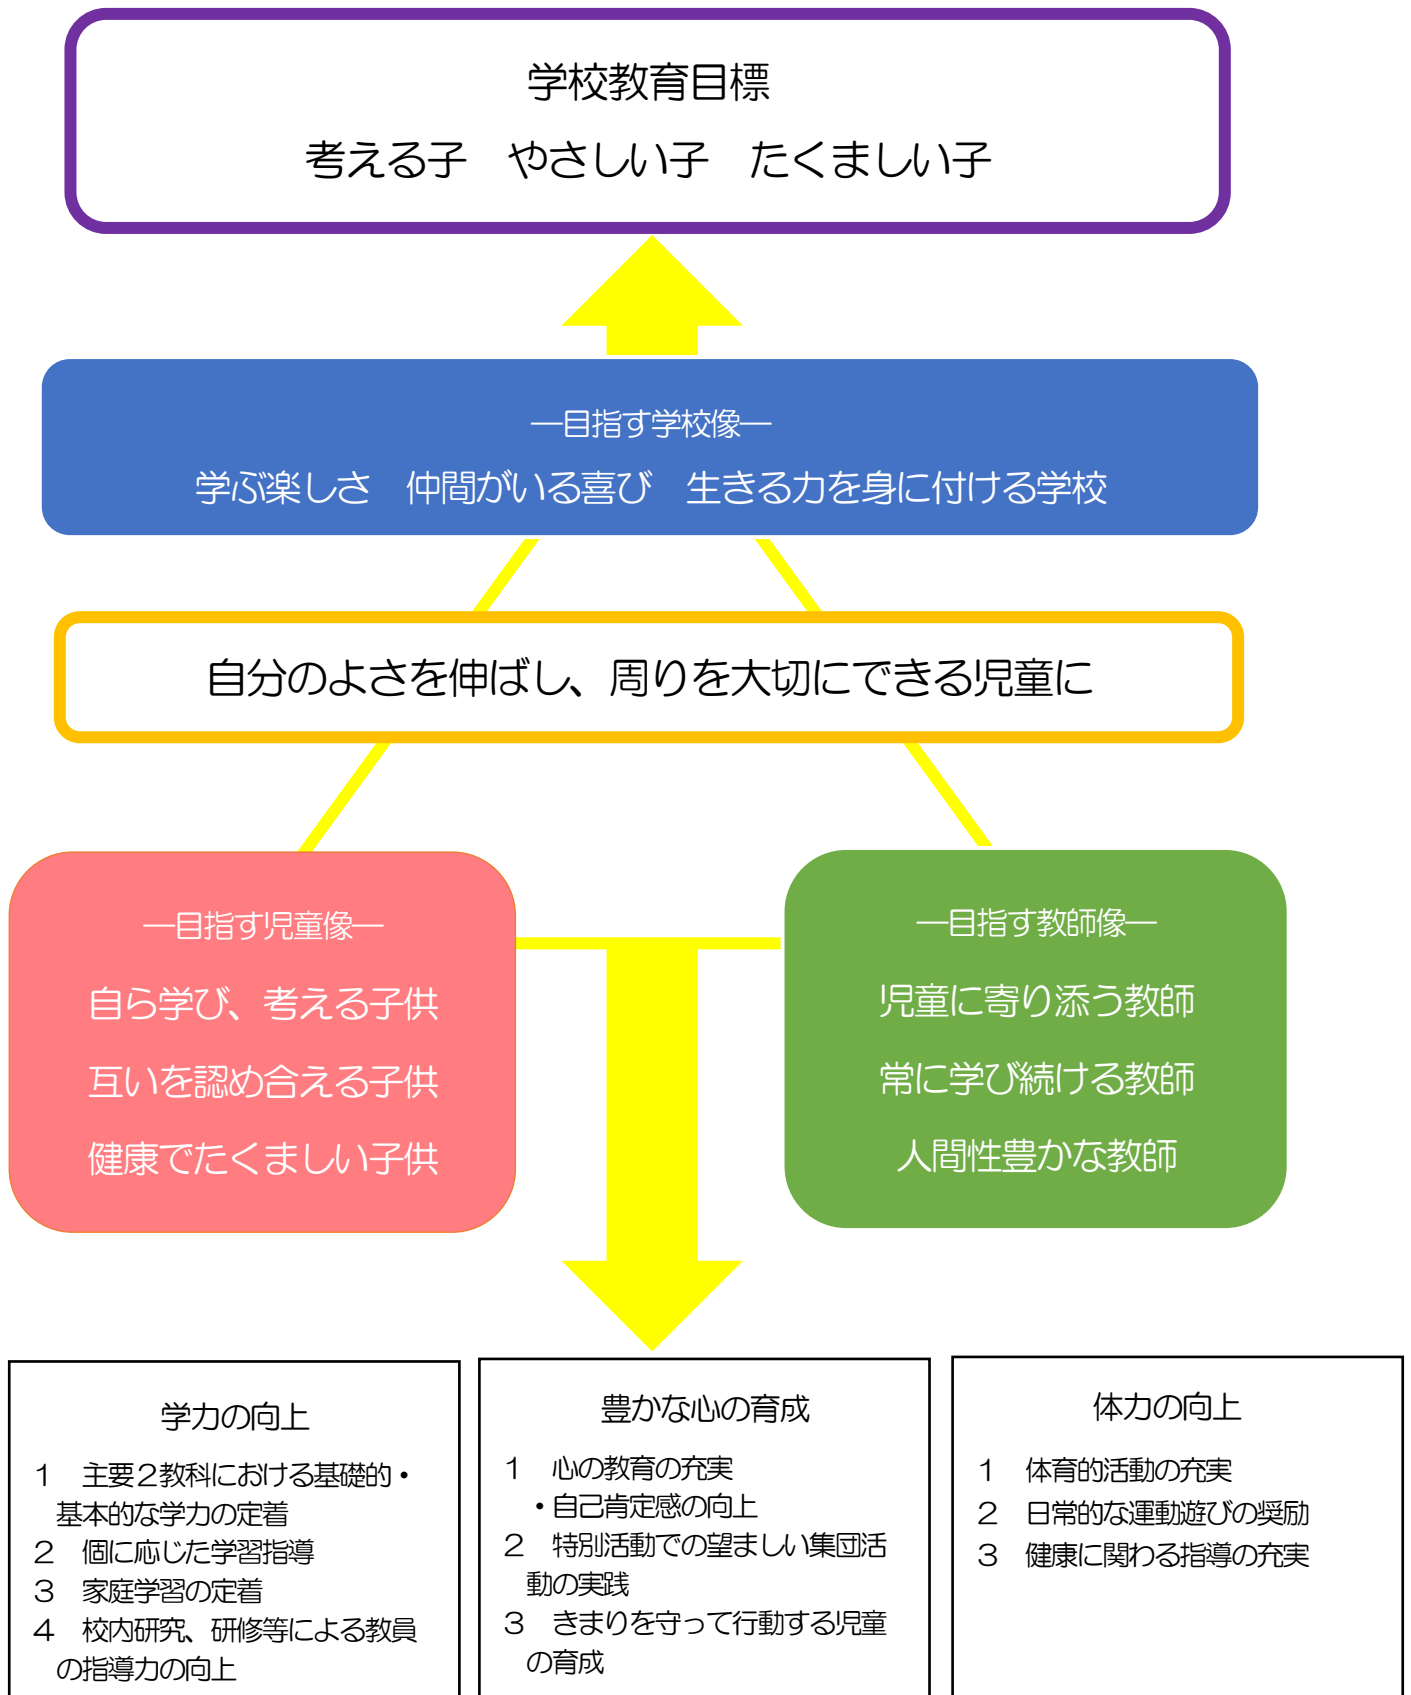 学校教育目標
考える子　やさしい子　たくましい子
―目指す学校像―
学ぶ楽しさ　仲間がいる喜び　生きる力を身に付ける学校
自分のよさを伸ばし、周りを大切にできる児童に
―目指す児童像―
自ら学び、考える子供
互いを認め合える子供
健康でたくましい子供
―目指す教師像―
児童に寄り添う教師
常に学び続ける教師
人間性豊かな教師
学力の向上
１　主要２教科における基礎的・
基本的な学力の定着
２　個に応じた学習指導
３　家庭学習の定着
４　校内研究、研修等による教員
の指導力の向上
豊かな心の育成
１　心の教育の充実
・自己肯定感の向上
２　特別活動での望ましい集団活
動の実践
３　きまりを守って行動する児童
の育成
体力の向上
１　体育的活動の充実
２　日常的な運動遊びの奨励
３　健康に関わる指導の充実